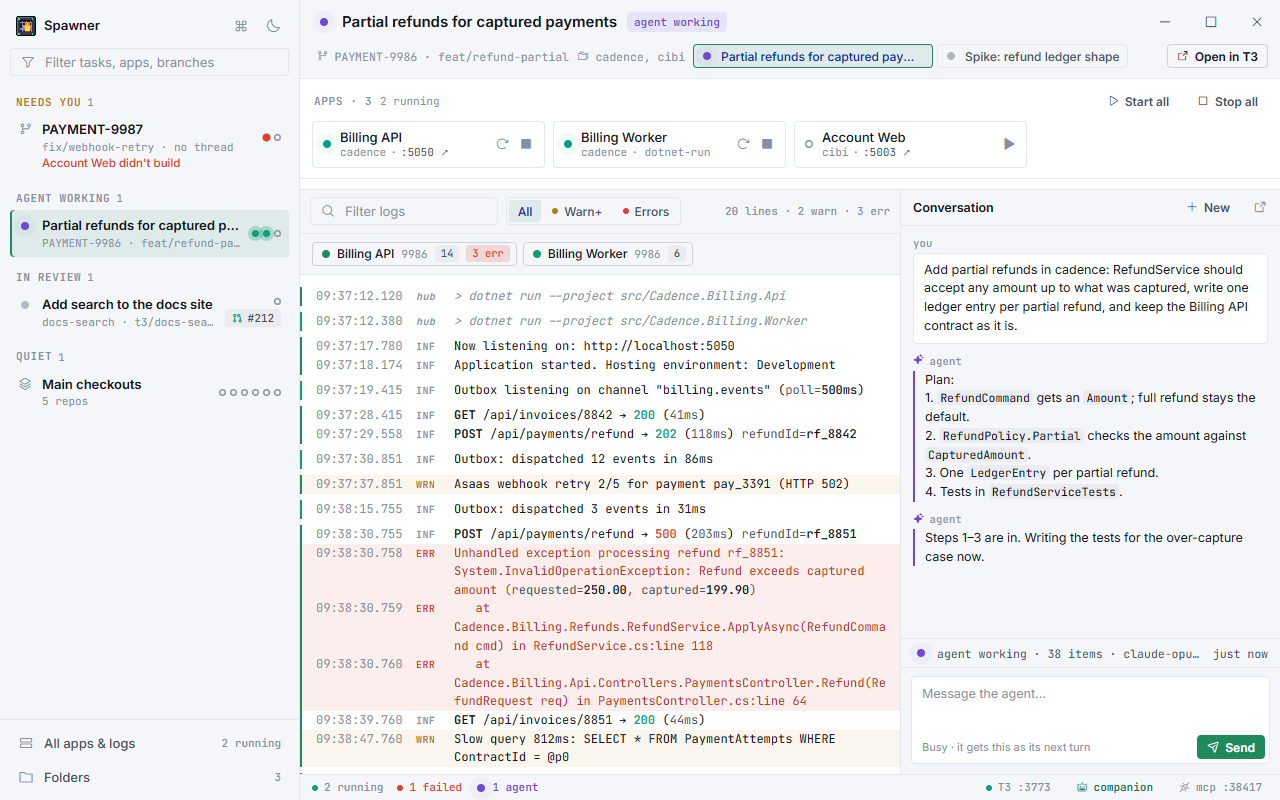 Spawner
⌘
Filter tasks, apps, branches
NEEDS YOU 1
PAYMENT-9987
fix/webhook-retry · no thread
Account Web didn't build
AGENT WORKING 1
Partial refunds for captured p...
PAYMENT-9986 · feat/refund-pa…
IN REVIEW 1
Add search to the docs site
docs-search · t3/docs-sea…
#212
QUIET 1
Main checkouts
5 repos
All apps & logs
2 running
Folders
3
Partial refunds for captured payments
agent working
PAYMENT-9986 · feat/refund-partial
cadence, cibi
Partial refunds for captured pay...
Spike: refund ledger shape
Open in T3
APPS · 3 2 running
Start all
Stop all
Billing API
cadence · :5050 ↗
Billing Worker
cadence · dotnet-run
Account Web
cibi · :5003 ↗
Filter logs
All
Warn+
Errors
20 lines · 2 warn · 3 err
Billing API 9986 14 3 err
Billing Worker 9986 6
09:37:12.120 hub > dotnet run --project src/Cadence.Billing.Api
09:37:12.380 hub > dotnet run --project src/Cadence.Billing.Worker
09:37:17.780 INF Now listening on: http://localhost:5050
09:37:18.174 INF Application started. Hosting environment: Development
09:37:19.415 INF Outbox listening on channel "billing.events" (poll=500ms)
09:37:28.415 INF GET /api/invoices/8842 → 200 (41ms)
09:37:29.558 INF POST /api/payments/refund → 202 (118ms) refundId=rf_8842
09:37:30.851 INF Outbox: dispatched 12 events in 86ms
09:37:37.851 WRN Asaas webhook retry 2/5 for payment pay_3391 (HTTP 502)
09:38:15.755 INF Outbox: dispatched 3 events in 31ms
09:38:30.755 INF POST /api/payments/refund → 500 (203ms) refundId=rf_8851
09:38:30.758 ERR Unhandled exception processing refund rf_8851:
System.InvalidOperationException: Refund exceeds captured
amount (requested=250.00, captured=199.90)
09:38:30.759 ERR at
Cadence.Billing.Refunds.RefundService.ApplyAsync(RefundComma
nd cmd) in RefundService.cs:line 118
09:38:30.760 ERR at
Cadence.Billing.Api.Controllers.PaymentsController.Refund(Re
fundRequest req) in PaymentsController.cs:line 64
09:38:39.760 INF GET /api/invoices/8851 → 200 (44ms)
09:38:47.760 WRN Slow query 812ms: SELECT * FROM PaymentAttempts WHERE
ContractId = @p0
Conversation
New
you
Add partial refunds in cadence: RefundService should
accept any amount up to what was captured, write one
ledger entry per partial refund, and keep the Billing API
contract as it is.
agent
Plan:
1. RefundCommand gets an Amount; full refund stays the
default.
2. RefundPolicy.Partial checks the amount against
CapturedAmount.
3. One LedgerEntry per partial refund.
4. Tests in RefundServiceTests.
agent
Steps 1–3 are in. Writing the tests for the over-capture
case now.
agent working · 38 items · claude-opu… just now
Message the agent...
Busy · it gets this as its next turn
Send
2 running
1 failed
1 agent
T3 :3773
companion
mcp :38417